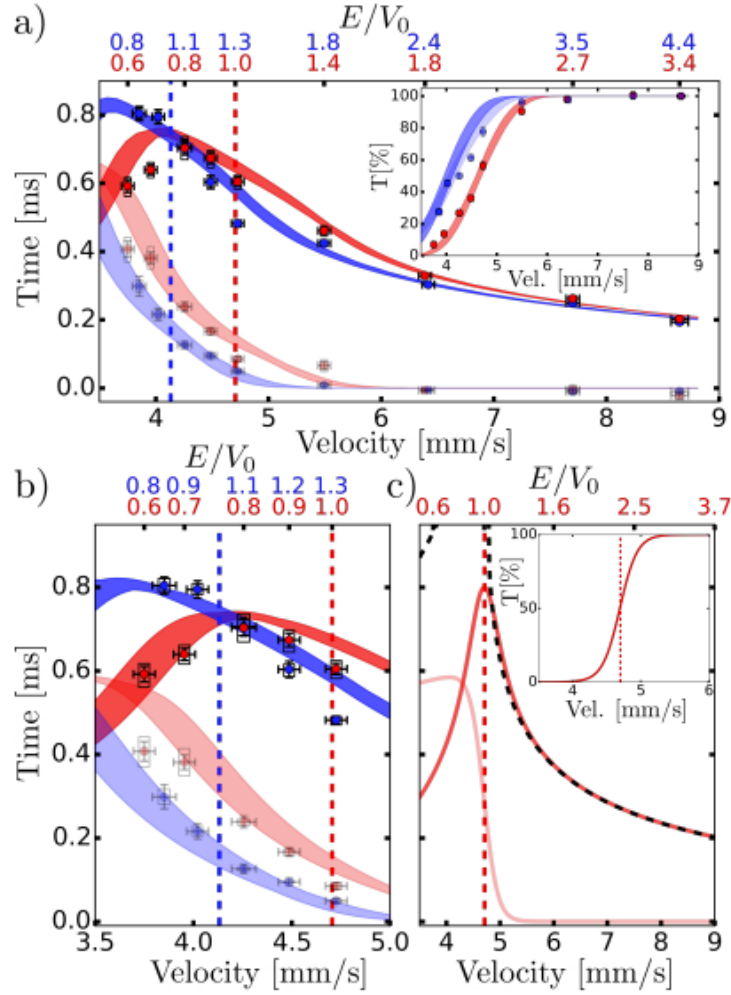 a)
E/V₀
0.8 1.1 1.3 1.8 2.4 3.5 4.4
0.6 0.8 1.0 1.4 1.8 2.7 3.4
0.8
0.6
0.4
0.2
0.0
Time [ms]
100
80
60
40
20
0
T[%]
4 5 6 7 8 9
Vel. [mm/s]
4 5 6 7 8 9
Velocity [mm/s]
b)
E/V₀
0.8 0.9 1.1 1.2 1.3
0.6 0.7 0.8 0.9 1.0
0.8
0.6
0.4
0.2
0.0
Time [ms]
3.5 4.0 4.5 5.0
Velocity [mm/s]
c)
E/V₀
0.6 1.0 1.6 2.5 3.7
100
50
0
T[%]
4 5 6
Vel. [mm/s]
4 5 6 7 8 9
Velocity [mm/s]